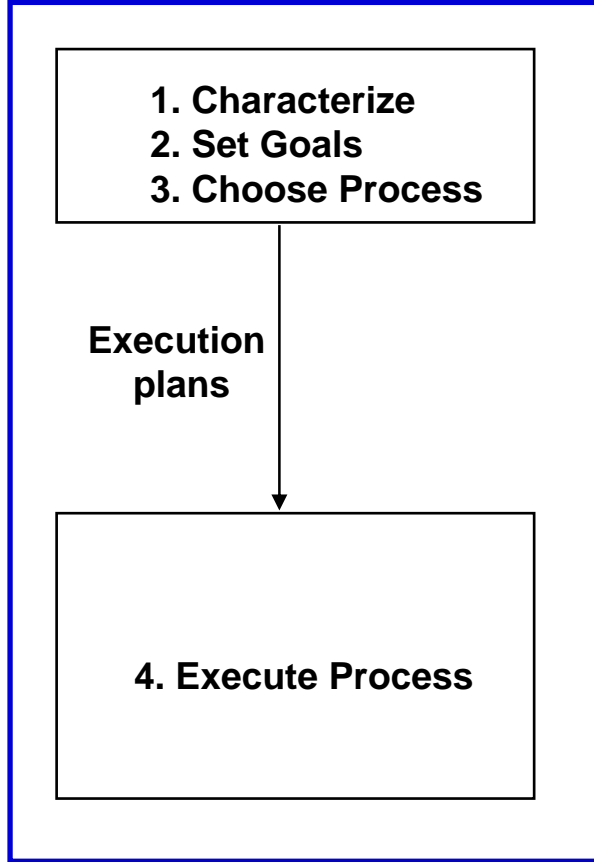 1. Characterize
2. Set Goals
3. Choose Process
Execution
plans
4. Execute Process